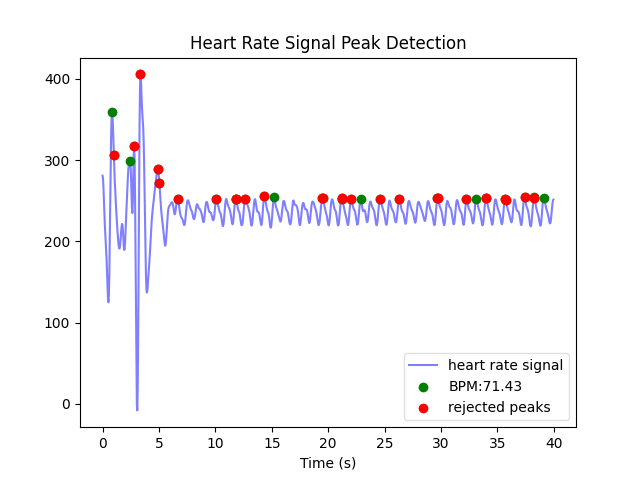 Heart Rate Signal Peak Detection
400
300
200
100
0
heart rate signal
BPM:71.43
rejected peaks
0 5 10 15 20 25 30 35 40
Time (s)